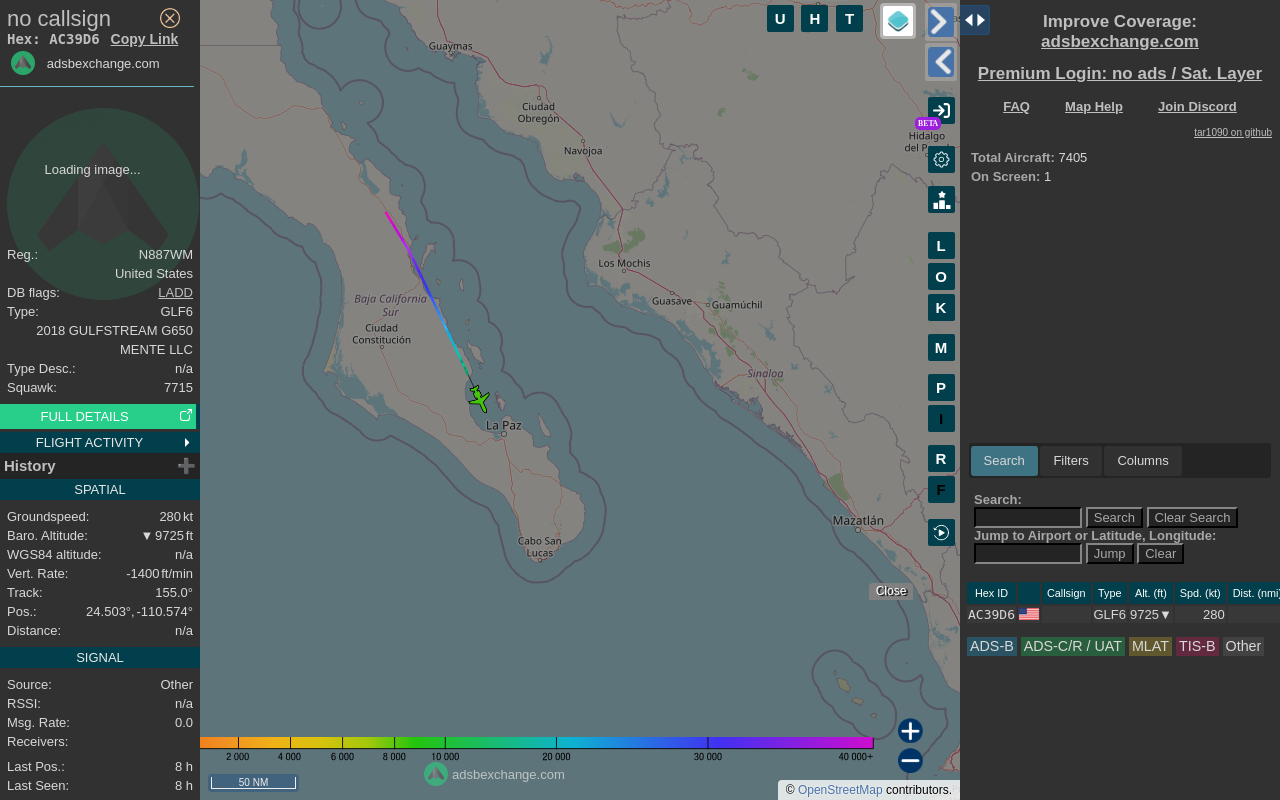 no callsign
Hex: AC39D6 Copy Link
adsbexchange.com
Loading image...
Reg.: N887WM
United States
DB flags: LADD
Type: GLF6
2018 GULFSTREAM G650
MENTE LLC
Type Desc.: n/a
Squawk: 7715
FULL DETAILS
FLIGHT ACTIVITY
History
SPATIAL
Groundspeed: 280 kt
Baro. Altitude: ▼ 9725 ft
WGS84 altitude: n/a
Vert. Rate: -1400 ft/min
Track: 155.0°
Pos.: 24.503°, -110.574°
Distance: n/a
SIGNAL
Source: Other
RSSI: n/a
Msg. Rate: 0.0
Receivers:
Last Pos.: 8 h
Last Seen: 8 h
U H T
Guaymas
Ciudad
Obregón
Navojoa
Hidalgo
BETA
Los Mochis
Guasave
Guamúchil
Baja California
Sur
Ciudad
Constitución
Sinaloa
La Paz
Mazatlán
Cabo San
Lucas
L
O
K
M
P
I
R
F
Close
2 000 4 000 6 000 8 000 10 000 20 000 30 000 40 000+
50 NM
adsbexchange.com
© OpenStreetMap contributors.
Improve Coverage:
adsbexchange.com
Premium Login: no ads / Sat. Layer
FAQ Map Help Join Discord
tar1090 on github
Total Aircraft: 7405
On Screen: 1
Search Filters Columns
Search:
Search Clear Search
Jump to Airport or Latitude, Longitude:
Jump Clear
Hex ID Callsign Type Alt. (ft) Spd. (kt) Dist. (nmi)
AC39D6 GLF6 9725▼ 280
ADS-B ADS-C/R / UAT MLAT TIS-B Other